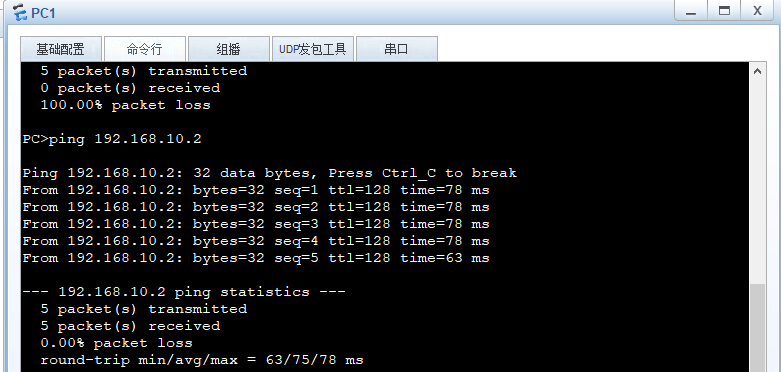 PC1
基础配置 命令行 组播 UDP发包工具 串口
5 packet(s) transmitted
0 packet(s) received
100.00% packet loss
PC>ping 192.168.10.2
Ping 192.168.10.2: 32 data bytes, Press Ctrl_C to break
From 192.168.10.2: bytes=32 seq=1 ttl=128 time=78 ms
From 192.168.10.2: bytes=32 seq=2 ttl=128 time=78 ms
From 192.168.10.2: bytes=32 seq=3 ttl=128 time=78 ms
From 192.168.10.2: bytes=32 seq=4 ttl=128 time=78 ms
From 192.168.10.2: bytes=32 seq=5 ttl=128 time=63 ms
--- 192.168.10.2 ping statistics ---
5 packet(s) transmitted
5 packet(s) received
0.00% packet loss
round-trip min/avg/max = 63/75/78 ms